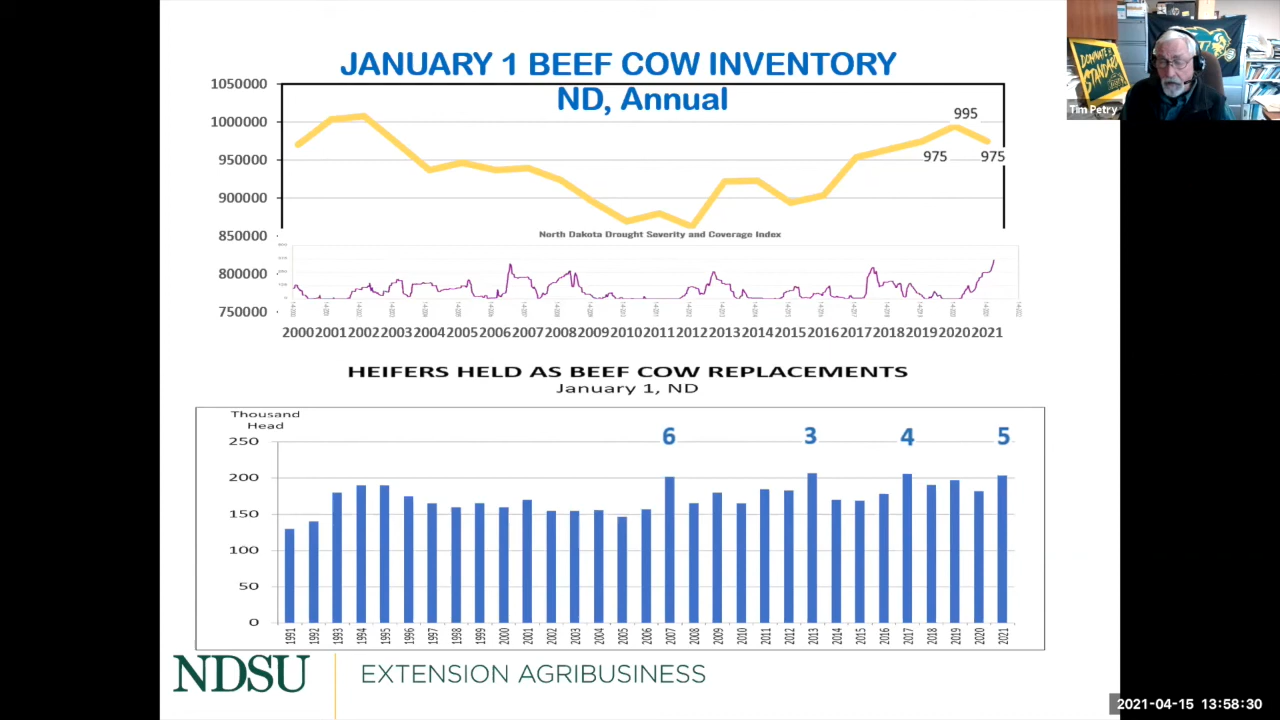 JANUARY 1 BEEF COW INVENTORY
ND, Annual
1050000
1000000
950000
900000
850000
800000
750000
995
975
975
North Dakota Drought Severity and Coverage Index
2000 2001 2002 2003 2004 2005 2006 2007 2008 2009 2010 2011 2012 2013 2014 2015 2016 2017 2018 2019 2020 2021
HEIFERS HELD AS BEEF COW REPLACEMENTS
January 1, ND
Thousand
Head
250
200
150
100
50
0
6 3 4 5
1991 1992 1993 1994 1995 1996 1997 1998 1999 2000 2001 2002 2003 2004 2005 2006 2007 2008 2009 2010 2011 2012 2013 2014 2015 2016 2017 2018 2019 2020 2021
NDSU
EXTENSION AGRIBUSINESS
DOMINATE
STANDARD
Tim Petry
2021-04-15 13:58:30